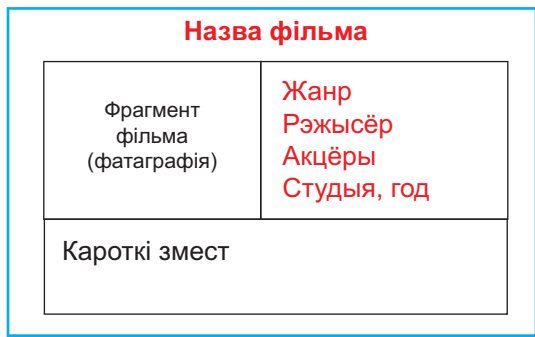 Назва фільма
Фрагмент
фільма
(фатаграфія)
Жанр
Рэжысёр
Акцёры
Студыя, год
Кароткі змест